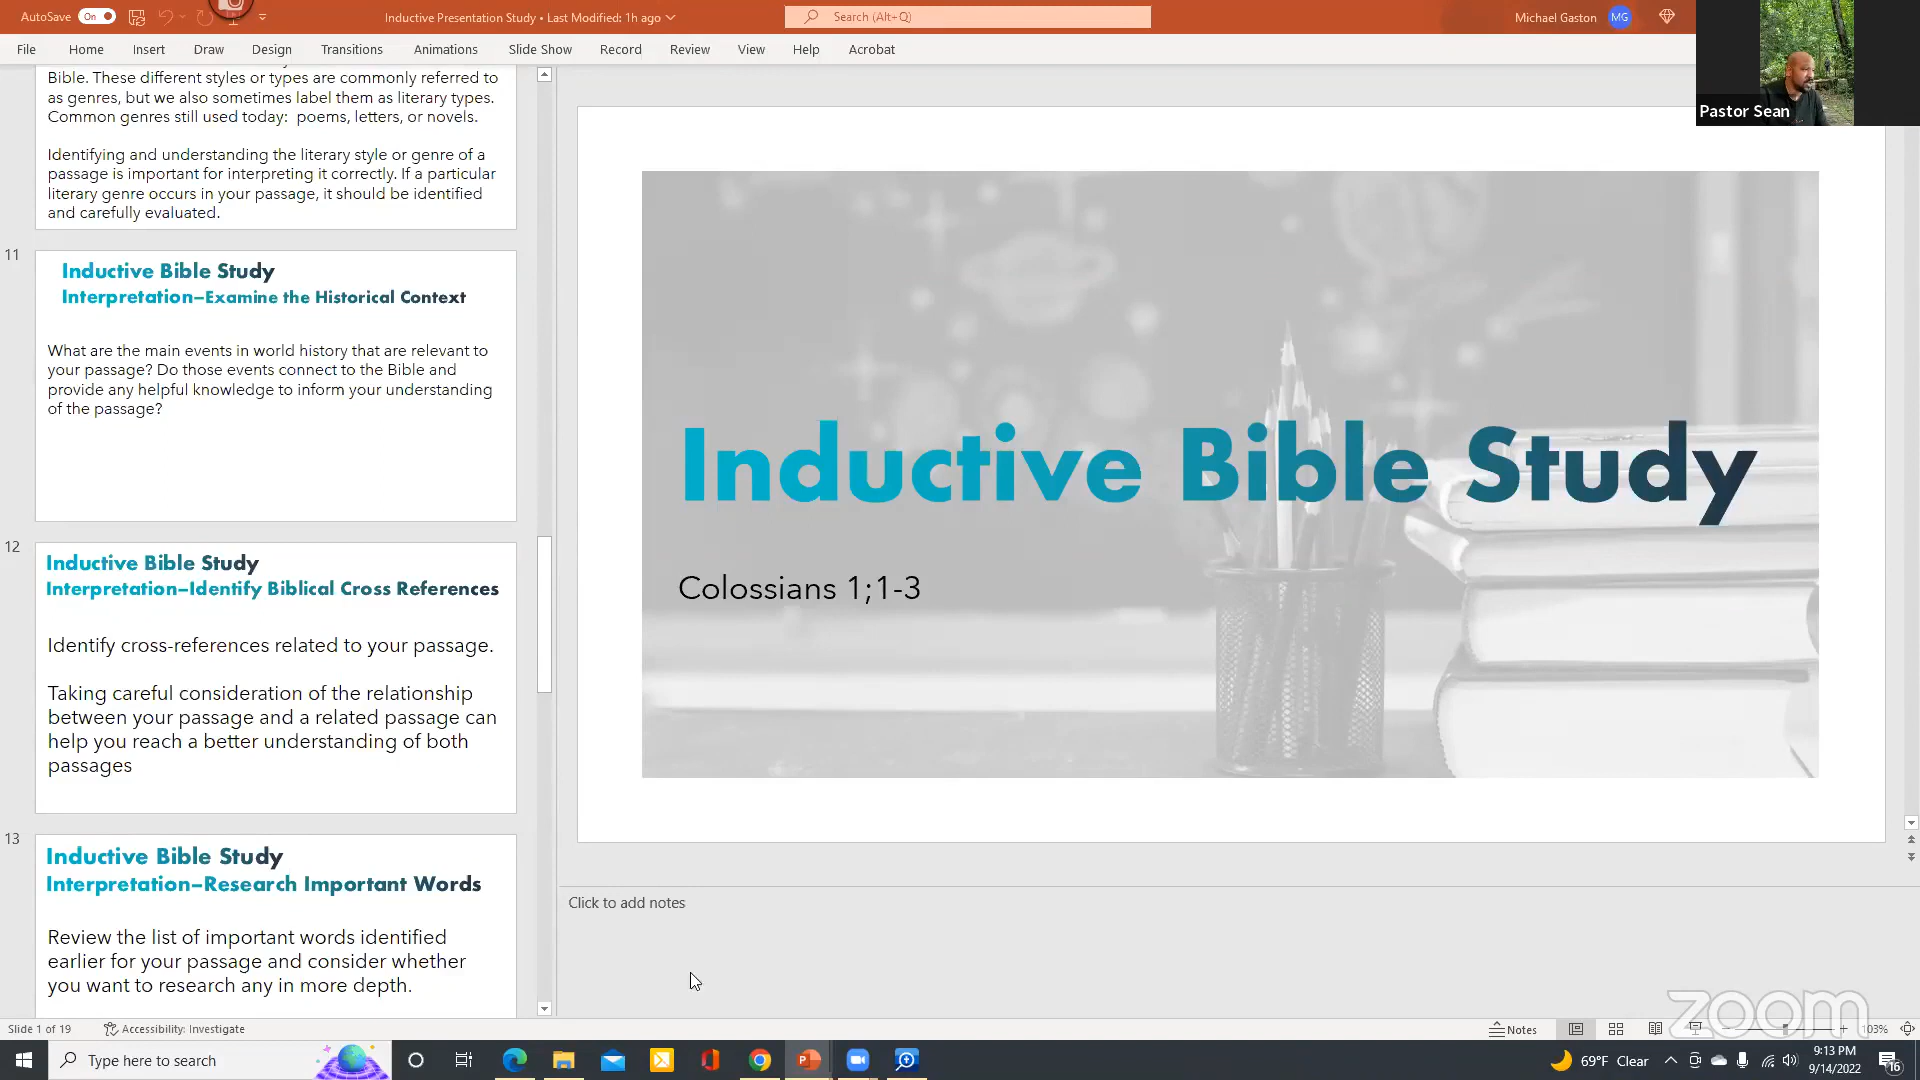 AutoSave On
Inductive Presentation Study • Last Modified: 1h ago
Search (Alt+Q)
Michael Gaston MG
File Home Insert Draw Design Transitions Animations Slide Show Record Review View Help Acrobat
Pastor Sean
Bible. These different styles or types are commonly referred to
as genres, but we also sometimes label them as literary types.
Common genres still used today: poems, letters, or novels.
Identifying and understanding the literary style or genre of a
passage is important for interpreting it correctly. If a particular
literary genre occurs in your passage, it should be identified
and carefully evaluated.
11
Inductive Bible Study
Interpretation–Examine the Historical Context
What are the main events in world history that are relevant to
your passage? Do those events connect to the Bible and
provide any helpful knowledge to inform your understanding
of the passage?
12
Inductive Bible Study
Interpretation–Identify Biblical Cross References
Identify cross-references related to your passage.
Taking careful consideration of the relationship
between your passage and a related passage can
help you reach a better understanding of both
passages
13
Inductive Bible Study
Interpretation–Research Important Words
Review the list of important words identified
earlier for your passage and consider whether
you want to research any in more depth.
Inductive Bible Study
Colossians 1;1-3
Click to add notes
zoom
Slide 1 of 19
Accessibility: Investigate
Notes
103%
Type here to search
69°F Clear
9:13 PM
9/14/2022
16